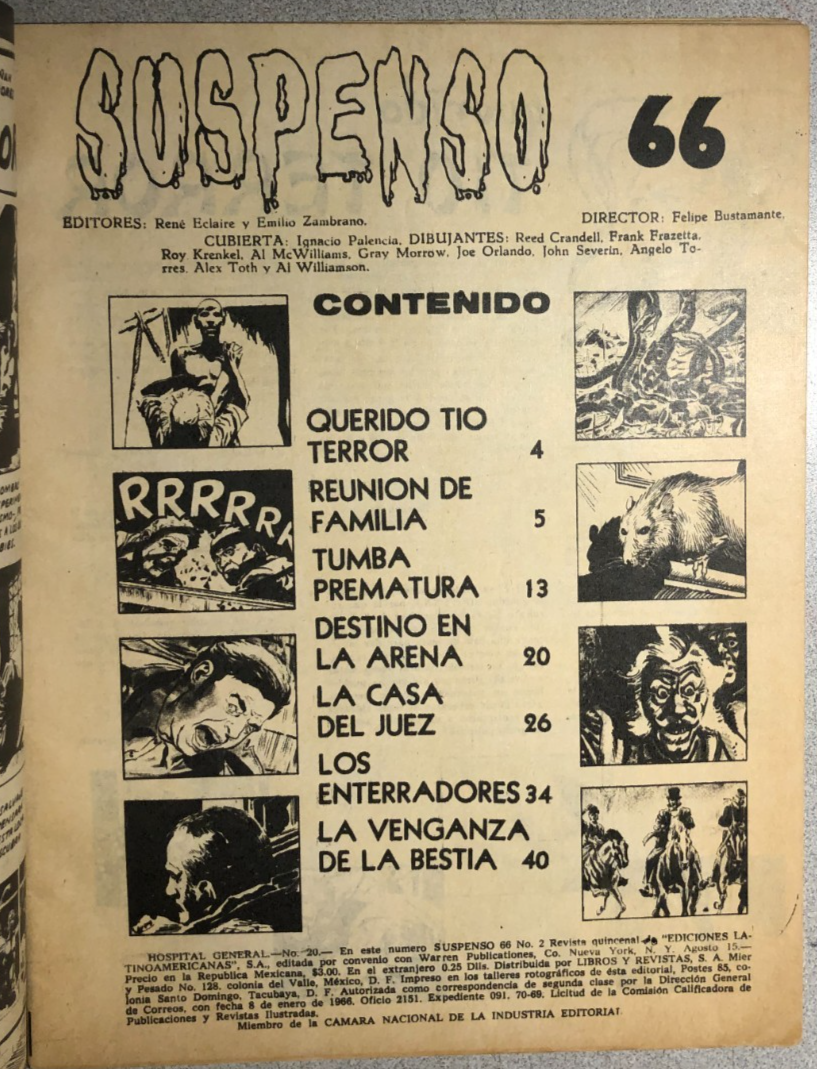 SUSPENSO
66
EDITORES: René Eclaire y Emilio Zambrano.
DIRECTOR: Felipe Bustamante.
CUBIERTA: Ignacio Palencia. DIBUJANTES: Reed Crandell, Frank Frazetta,
Roy Krenkel, Al McWilliams, Gray Morrow, Joe Orlando, John Severin, Angelo To-
rres, Alex Toth y Al Williamson.
CONTENIDO
QUERIDO TIO
TERROR 4
REUNION DE
FAMILIA 5
TUMBA
PREMATURA 13
DESTINO EN
LA ARENA 20
LA CASA
DEL JUEZ 26
LOS
ENTERRADORES 34
LA VENGANZA
DE LA BESTIA 40
RRRRRR
HOSPITAL GENERAL.—No. 20.— En este numero SUSPENSO 66 No. 2 Revista quincenal de "EDICIONES LA-
TINOAMERICANAS", S.A., editada por convenio con Warren Publicationes, Co. Nueva York, N. Y. Agosto 15.—
Precio en la Republica Mexicana, $3.00. En el extranjero 0.25 Dlls. Distribuida por LIBROS Y REVISTAS, S. A. Mier
y Pesado No. 128, colonia del Valle, México, D. F. Impreso en los talleres rotográficos de ésta editorial, Postes 55, co-
lonia Santo Domingo, Tacubaya, D. F. Autorizada como correspondencia de segunda clase por la Dirección General
de Correos, con fecha 8 de enero de 1966. Oficio 2151. Expediente 091. 70-69. Licitud de la Comisión Calificadora de
Publicaciones y Revistas Ilustradas.
Miembro de la CAMARA NACIONAL DE LA INDUSTRIA EDITORIAL